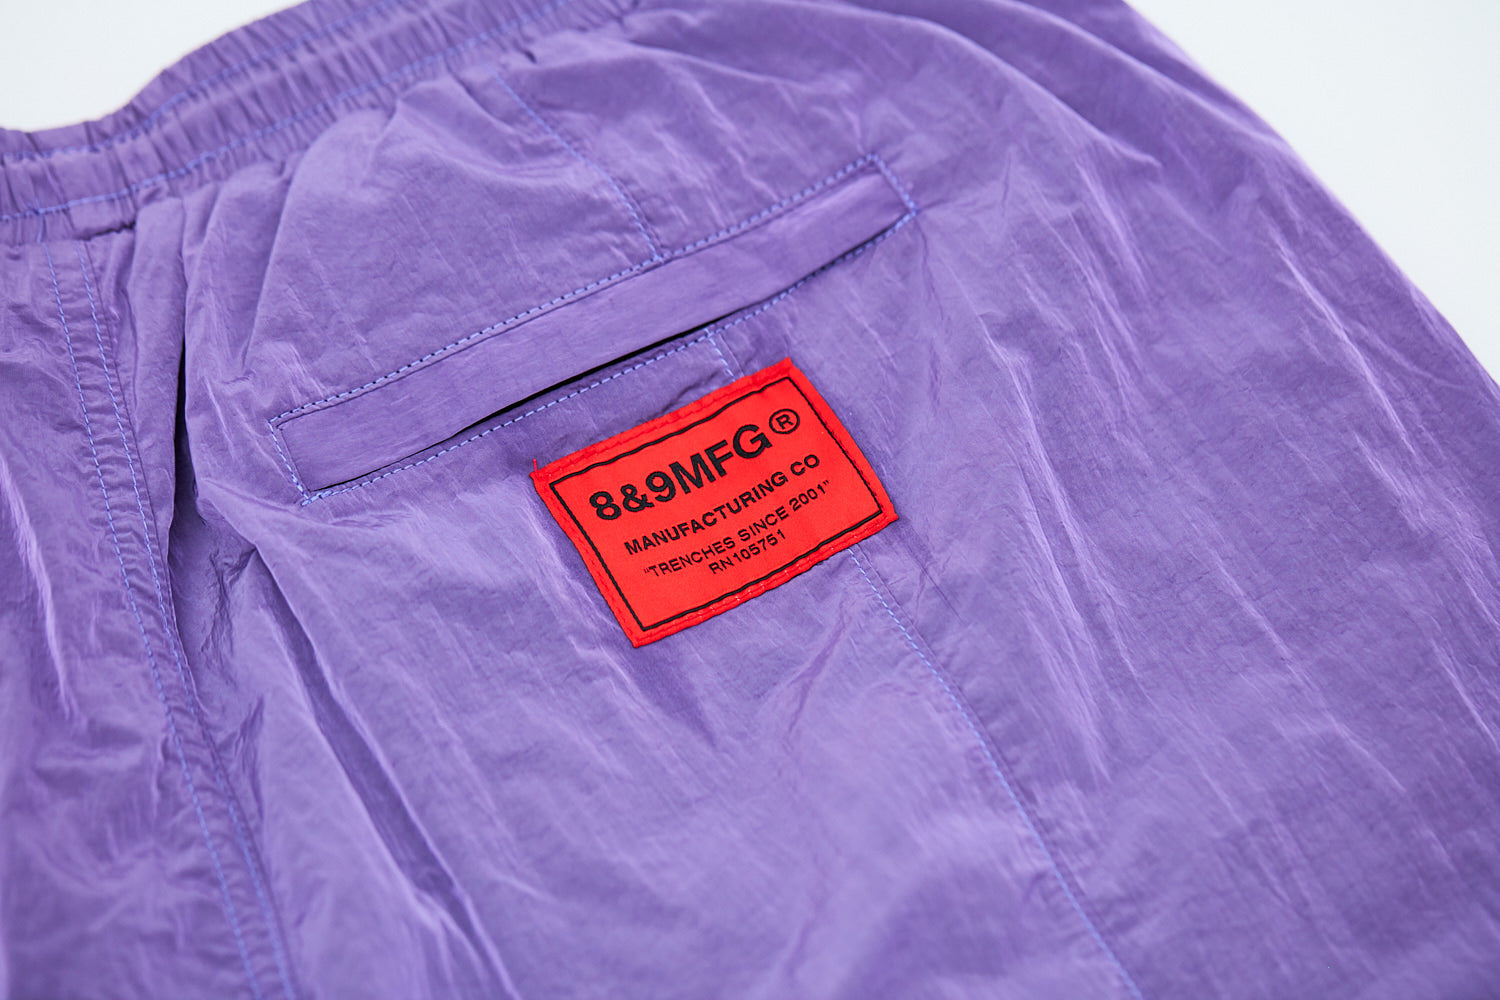 8&9MFG®
MANUFACTURING CO
"TRENCHES SINCE 2001"
RN105751